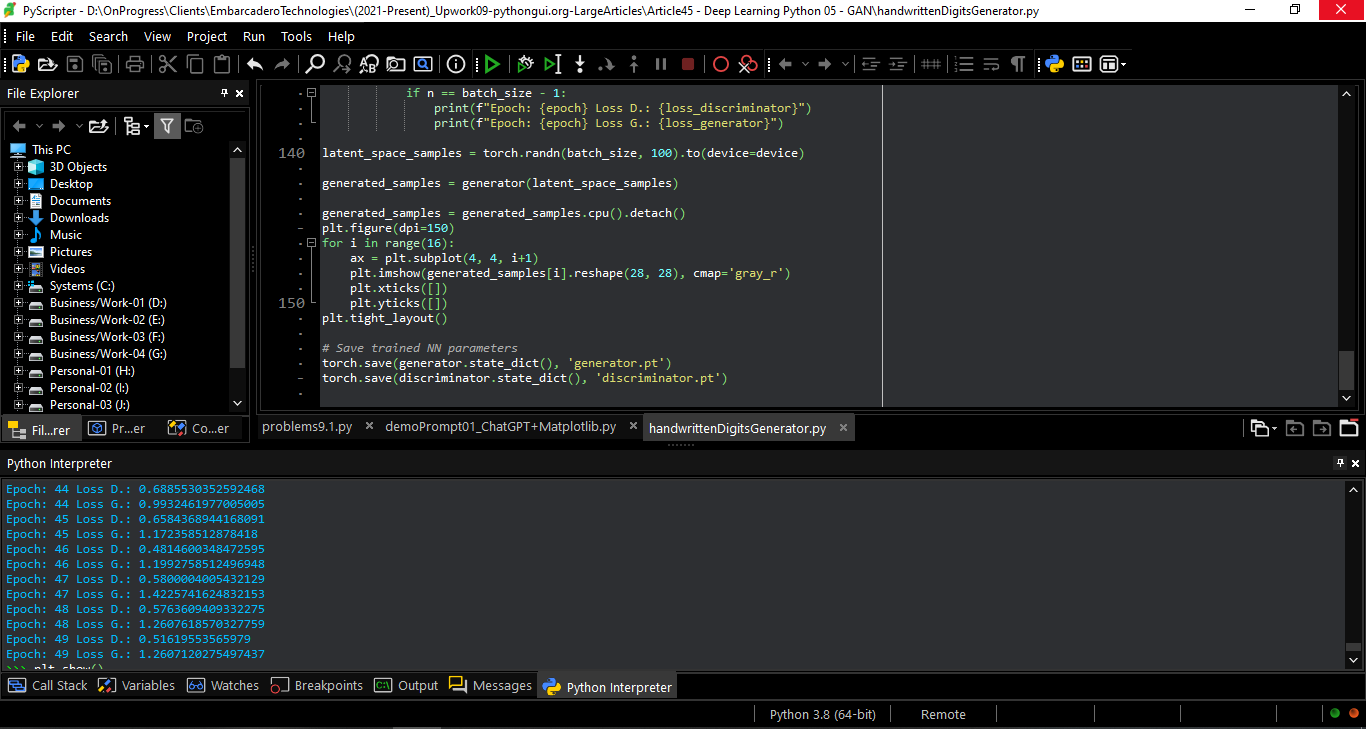 PyScripter - D:\OnProgress\Clients\EmbarcaderoTechnologies\(2021-Present)_Upwork09-pythongui.org-LargeArticles\Article45 - Deep Learning Python 05 - GAN\handwrittenDigitsGenerator.py
File Edit Search View Project Run Tools Help
File Explorer
This PC
3D Objects
Desktop
Documents
Downloads
Music
Pictures
Videos
Systems (C:)
Business/Work-01 (D:)
Business/Work-02 (E:)
Business/Work-03 (F:)
Business/Work-04 (G:)
Personal-01 (H:)
Personal-02 (I:)
Personal-03 (J:)
Fil...rer Pr...er Co...er
if n == batch_size - 1:
print(f"Epoch: {epoch} Loss D.: {loss_discriminator}")
print(f"Epoch: {epoch} Loss G.: {loss_generator}")
140 latent_space_samples = torch.randn(batch_size, 100).to(device=device)
generated_samples = generator(latent_space_samples)
generated_samples = generated_samples.cpu().detach()
plt.figure(dpi=150)
for i in range(16):
ax = plt.subplot(4, 4, i+1)
plt.imshow(generated_samples[i].reshape(28, 28), cmap='gray_r')
plt.xticks([])
150 plt.yticks([])
plt.tight_layout()
# Save trained NN parameters
torch.save(generator.state_dict(), 'generator.pt')
torch.save(discriminator.state_dict(), 'discriminator.pt')
problems9.1.py demoPrompt01_ChatGPT+Matplotlib.py handwrittenDigitsGenerator.py
Python Interpreter
Epoch: 44 Loss D.: 0.6885530352592468
Epoch: 44 Loss G.: 0.9932461977005005
Epoch: 45 Loss D.: 0.6584368944168091
Epoch: 45 Loss G.: 1.172358512878418
Epoch: 46 Loss D.: 0.4814600348472595
Epoch: 46 Loss G.: 1.1992758512496948
Epoch: 47 Loss D.: 0.5800004005432129
Epoch: 47 Loss G.: 1.4225741624832153
Epoch: 48 Loss D.: 0.5763609409332275
Epoch: 48 Loss G.: 1.2607618570327759
Epoch: 49 Loss D.: 0.51619553565979
Epoch: 49 Loss G.: 1.2607120275497437
>>> plt.show()
Call Stack Variables Watches Breakpoints Output Messages Python Interpreter
Python 3.8 (64-bit) Remote